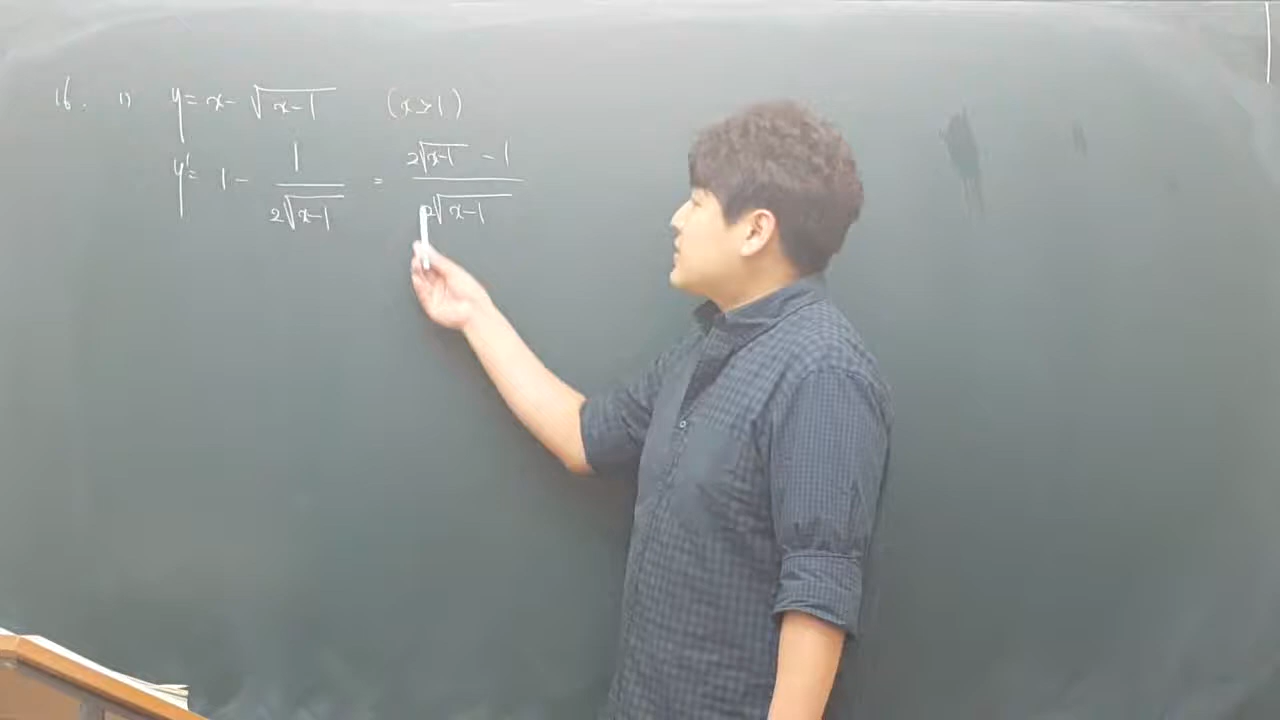 16. 1) y = x - √(x-1) (x ≥ 1)
y' = 1 - 1/(2√(x-1)) = (2√(x-1) - 1)/(2√(x-1))